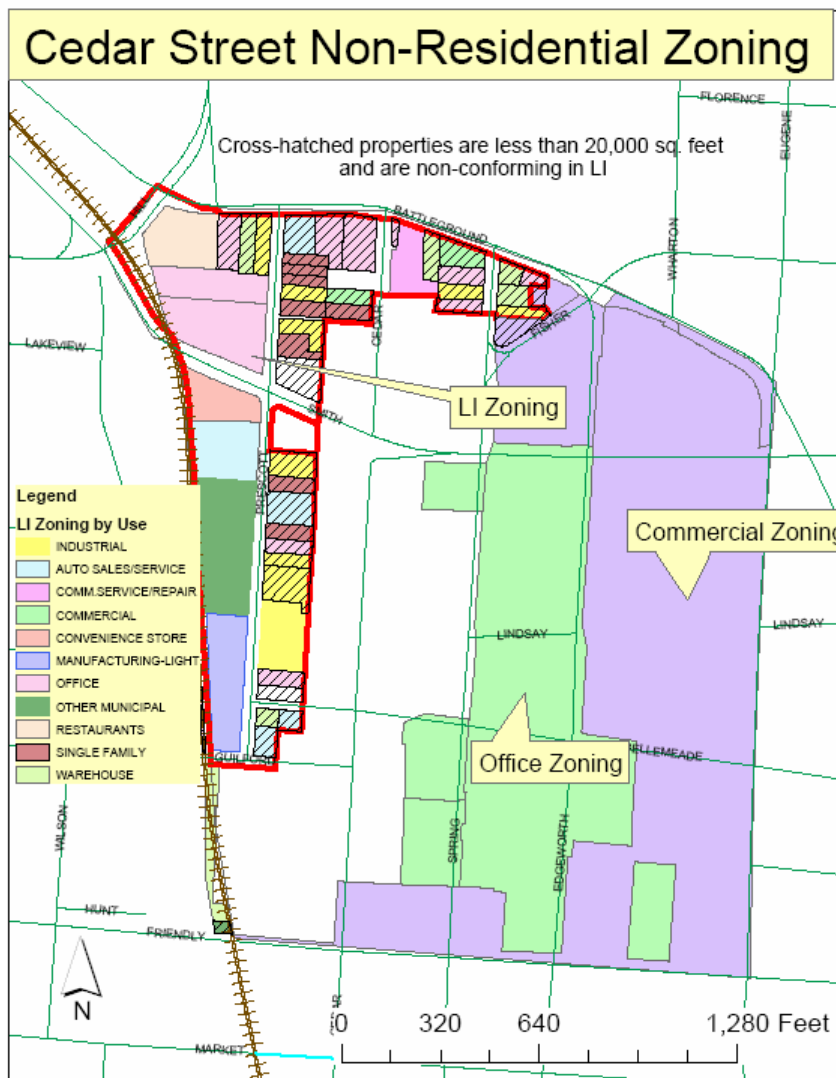 Cedar Street Non-Residential Zoning
FLORENCE
EUGENE
Cross-hatched properties are less than 20,000 sq. feet
and are non-conforming in LI
BATTLEGROUND
WHARTON
CEDAR
FISHER
LAKEVIEW
LI Zoning
SMITH
PRESCOTT
Commercial Zoning
Legend
LI Zoning by Use
INDUSTRIAL
AUTO SALES/SERVICE
COMM.SERVICE/REPAIR
COMMERCIAL
CONVENIENCE STORE
MANUFACTURING-LIGHT
OFFICE
OTHER MUNICIPAL
RESTAURANTS
SINGLE FAMILY
WAREHOUSE
LINDSAY
LINDSAY
ELLEMEADE
Office Zoning
GUILFORD
WILSON
SPRING
EDGEWORTH
HUNT
FRIENDLY
N
0 320 640 1,280 Feet
MARKET